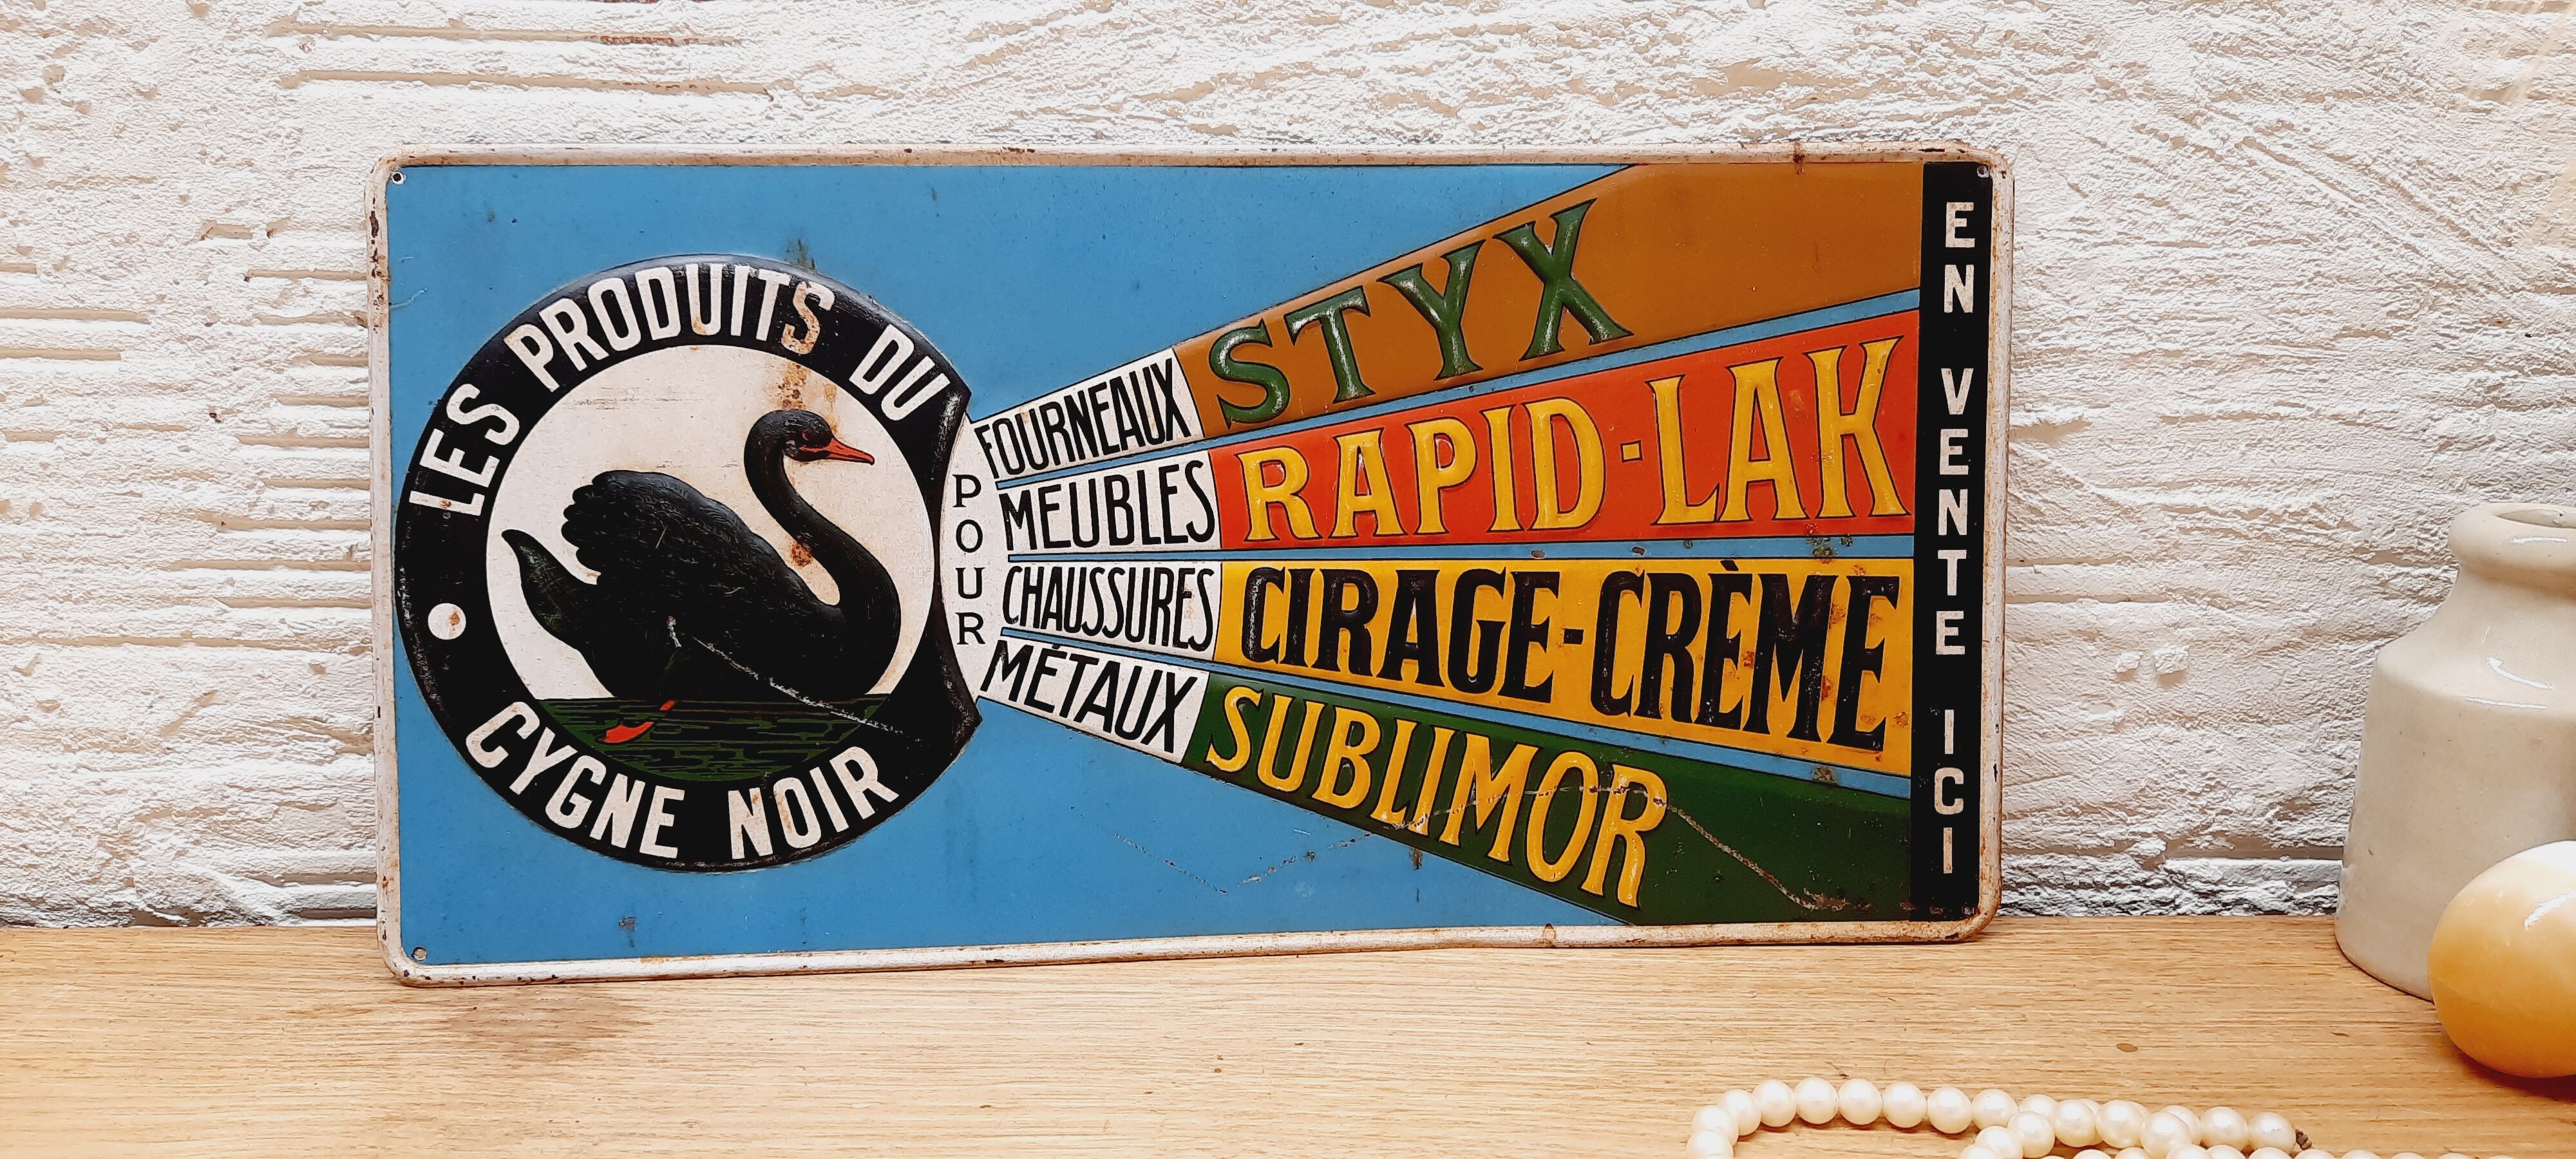 LES PRODUITS DU
CYGNE NOIR
POUR
FOURNEAUX STYX
MEUBLES RAPID-LAK
CHAUSSURES CIRAGE-CRÈME
MÉTAUX SUBLIMOR
EN VENTE ICI